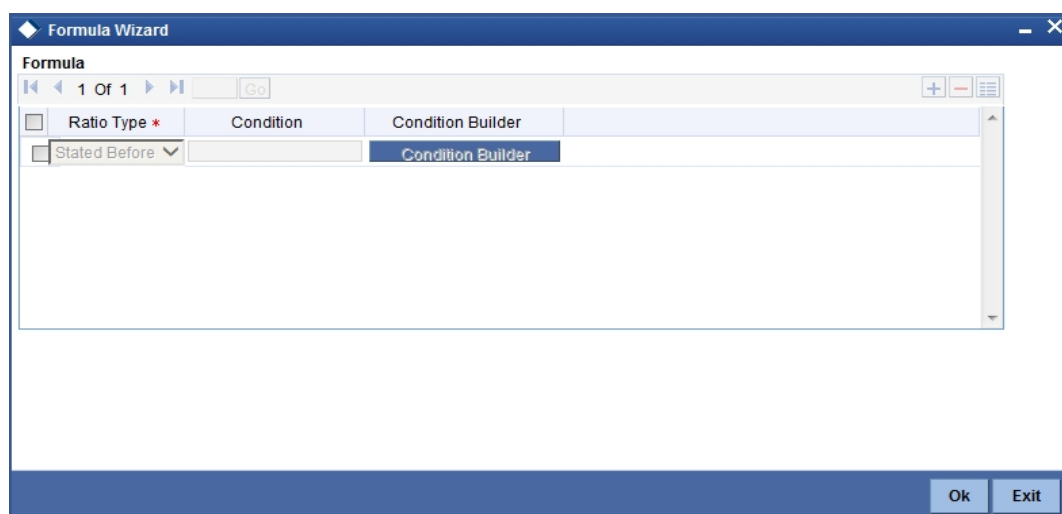 Formula Wizard
Formula
1 Of 1 Go
Ratio Type * Condition Condition Builder
Stated Before Condition Builder
Ok Exit